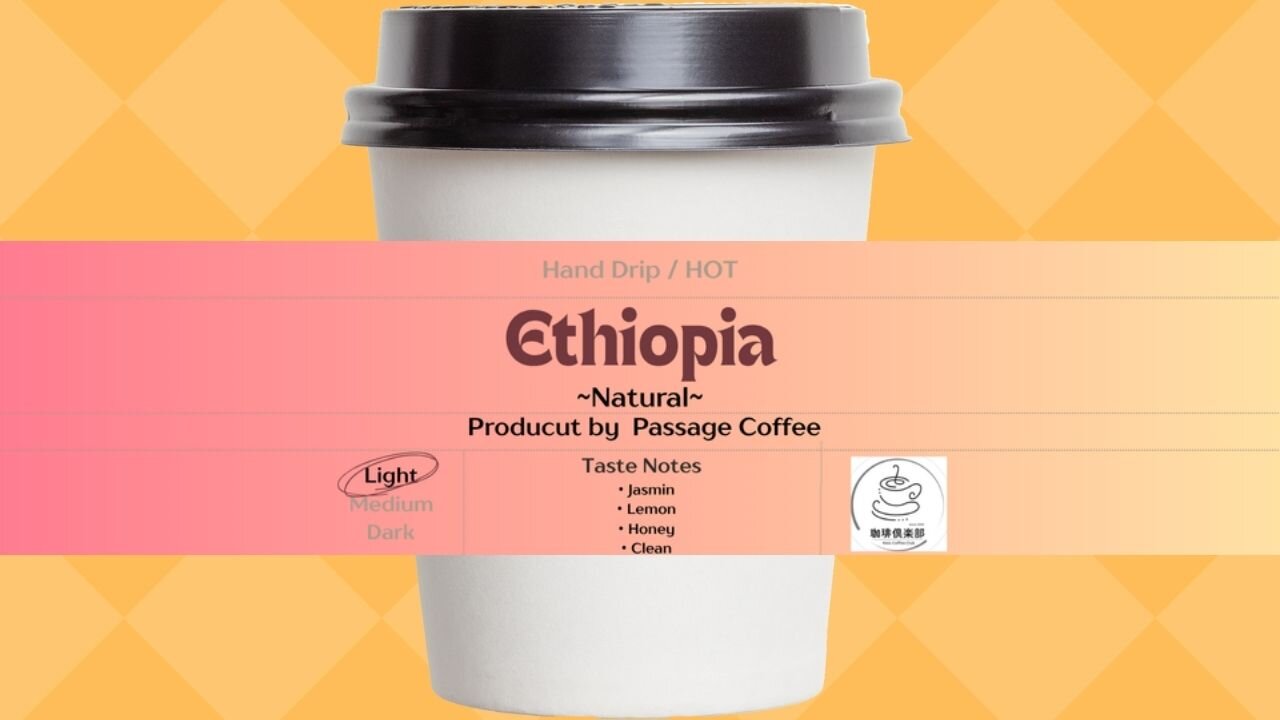 Hand Drip / HOT
Ethiopia
~Natural~
Producut by Passage Coffee
Light
Medium
Dark
Taste Notes
• Jasmin
• Lemon
• Honey
• Clean
珈琲倶楽部